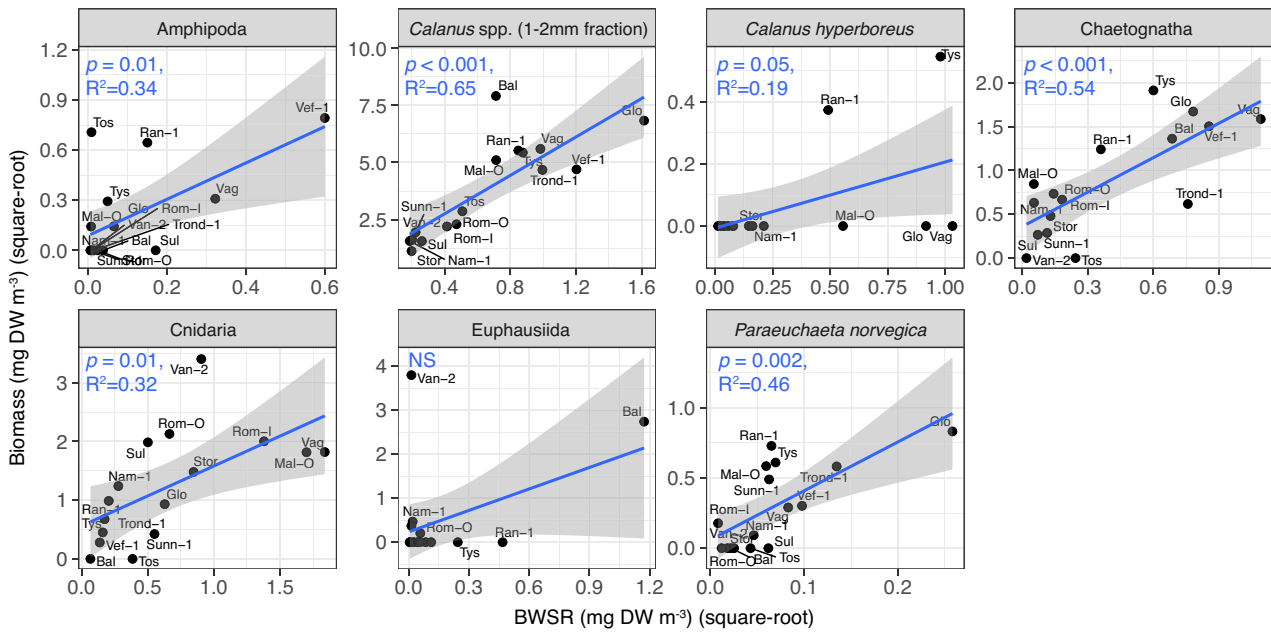 Amphipoda
Calanus spp. (1-2mm fraction)
Calanus hyperboreus
Chaetognatha
p = 0.01,
R²=0.34
Tos
Ran−1
Vef−1
Tys
Vag
Glo
Rom−I
Mal−O
Van−2
Trond−1
Nam−1
Bal
Sul
Stor
Rom−O
1.2
0.9
0.6
0.3
0.0
0.0
0.2
0.4
0.6
p < 0.001,
R²=0.65
Bal
Glo
Ran−1
Vag
Tys
Mal−O
Vef−1
Trond−1
Sunn−1
Tos
Van−2
Rom−O
Sul
Rom−I
Stor
Nam−1
10.0
7.5
5.0
2.5
0.4
0.8
1.2
1.6
p = 0.05,
R²=0.19
Tys
Ran−1
Stor
Mal−O
Nam−1
Glo
Vag
0.4
0.2
0.0
0.00
0.25
0.50
0.75
1.00
p < 0.001,
R²=0.54
Tys
Glo
Vag
Bal
Vef−1
Ran−1
Mal−O
Rom−O
Nam−1
Rom−I
Trond−1
Stor
Sul
Sunn−1
Van−2
Tos
2.0
1.5
1.0
0.5
0.0
0.0
0.3
0.6
0.9
Cnidaria
Euphausiida
Paraeuchaeta norvegica
p = 0.01,
R²=0.32
Van−2
Rom−O
Sul
Rom−I
Vag
Mal−O
Stor
Nam−1
Glo
Ran−1
Tys
Trond−1
Vef−1
Sunn−1
Bal
Tos
3
2
1
0
0.0
0.5
1.0
1.5
NS
Van−2
Bal
Nam−1
Rom−O
Ran−1
Tys
4
3
2
1
0
0.0
0.3
0.6
0.9
1.2
p = 0.002,
R²=0.46
Glo
Ran−1
Tys
Mal−O
Trond−1
Sunn−1
Vef−1
Rom−I
Vag
Nam−1
Van−2
Stor
Sul
Rom−O
Bal
Tos
1.0
0.5
0.0
0.0
0.1
0.2
Biomass (mg DW m⁻³) (square-root)
BWSR (mg DW m⁻³) (square-root)